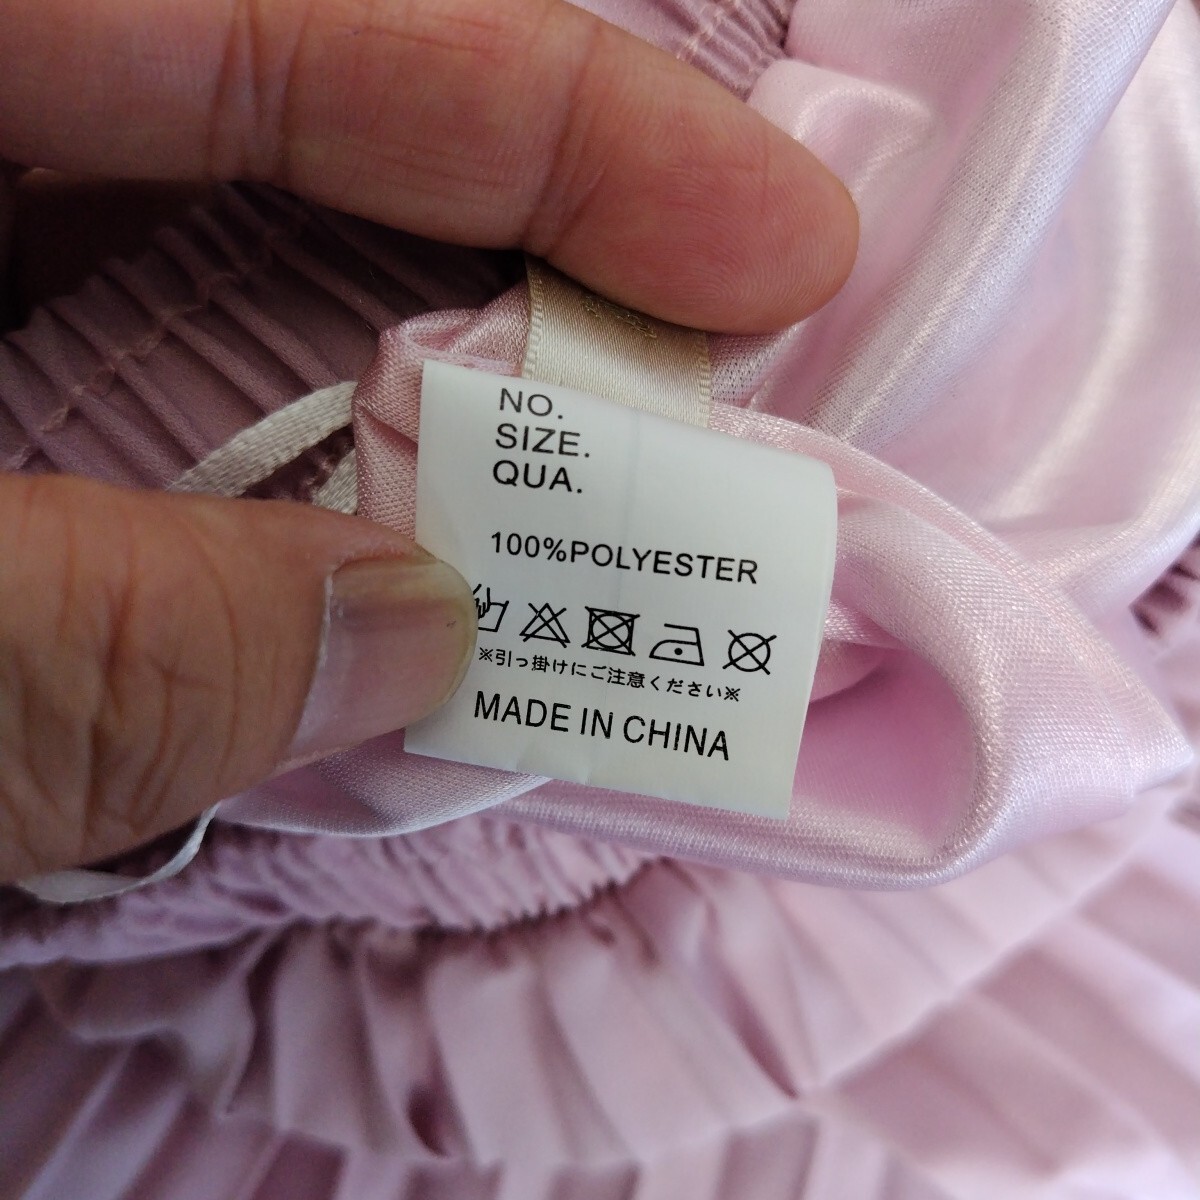 NO.
SIZE.
QUA.
100%POLYESTER
※引っ掛けにご注意ください※
MADE IN CHINA